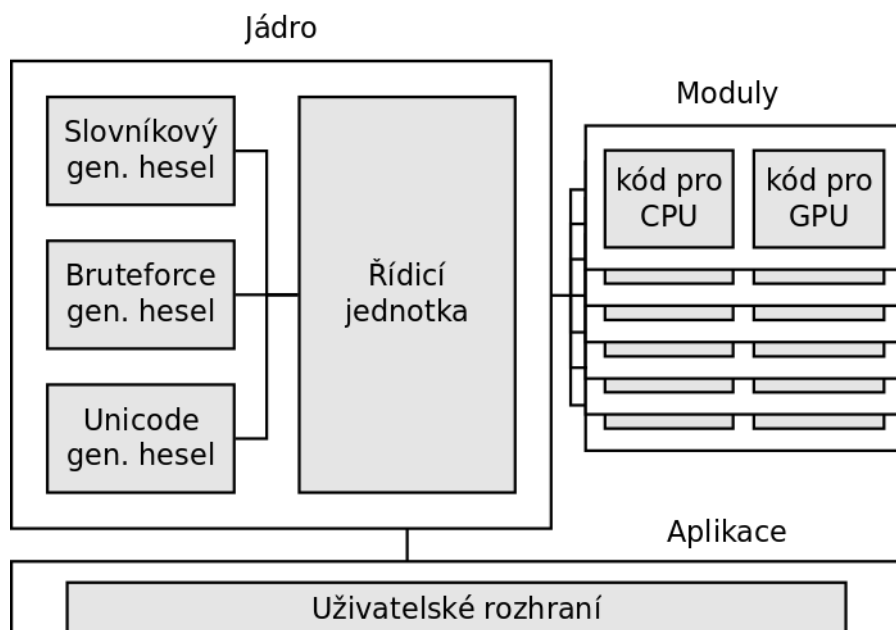 Jádro
Slovníkový
gen. hesel
Bruteforce
gen. hesel
Unicode
gen. hesel
Řídicí
jednotka
Moduly
kód pro
CPU
kód pro
GPU
Aplikace
Uživatelské rozhraní